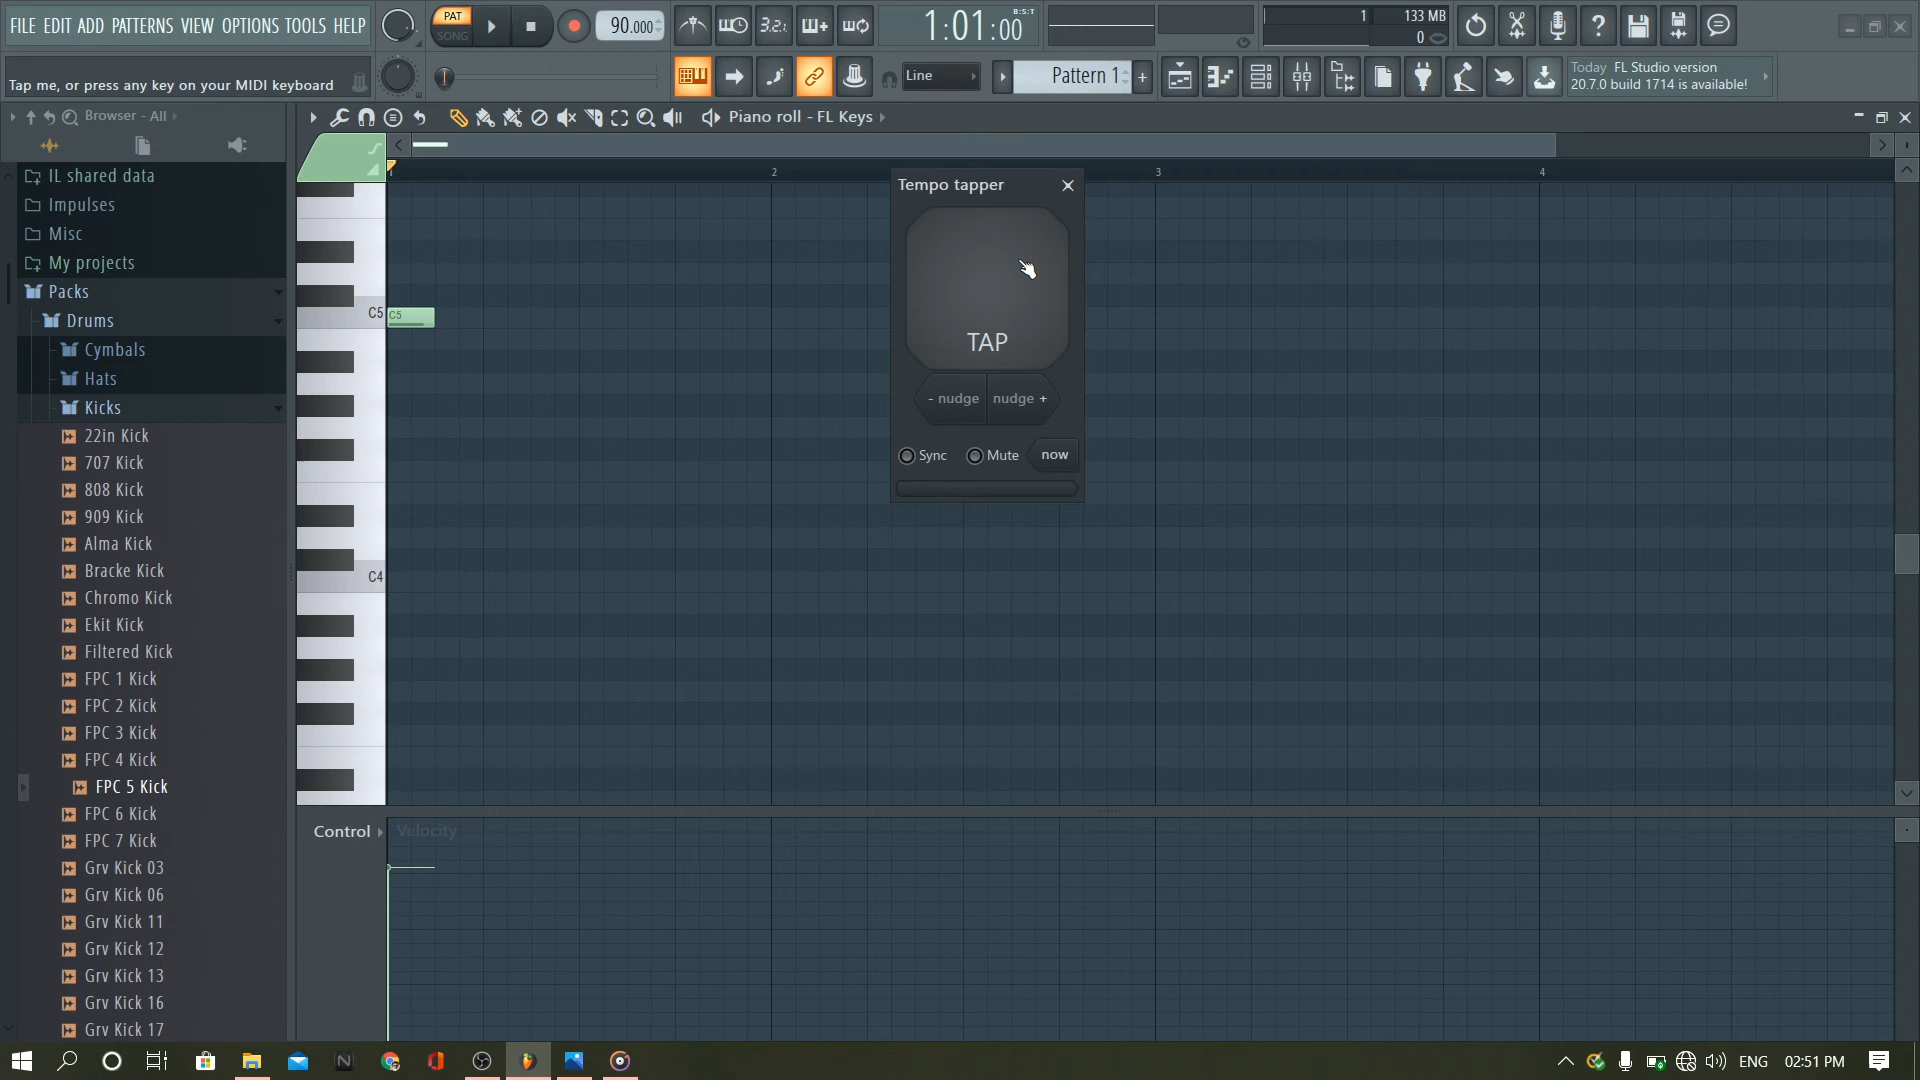 FILE EDIT ADD PATTERNS VIEW OPTIONS TOOLS HELP
PAT
SONG
90.000
3.2.1
1:01:00
B:S:T
1
133 MB
0
Tap me, or press any key on your MIDI keyboard
Line
Pattern 1
Today FL Studio version
20.7.0 build 1714 is available!
Browser - All
Piano roll - FL Keys
IL shared data
Impulses
Misc
My projects
Packs
Drums
Cymbals
Hats
Kicks
22in Kick
707 Kick
808 Kick
909 Kick
Alma Kick
Bracke Kick
Chromo Kick
Ekit Kick
Filtered Kick
FPC 1 Kick
FPC 2 Kick
FPC 3 Kick
FPC 4 Kick
FPC 5 Kick
FPC 6 Kick
FPC 7 Kick
Grv Kick 03
Grv Kick 06
Grv Kick 11
Grv Kick 12
Grv Kick 13
Grv Kick 16
Grv Kick 17
2
3
4
C5
C5
C4
Tempo tapper
TAP
- nudge
nudge +
Sync
Mute
now
Control
Velocity
ENG
02:51 PM